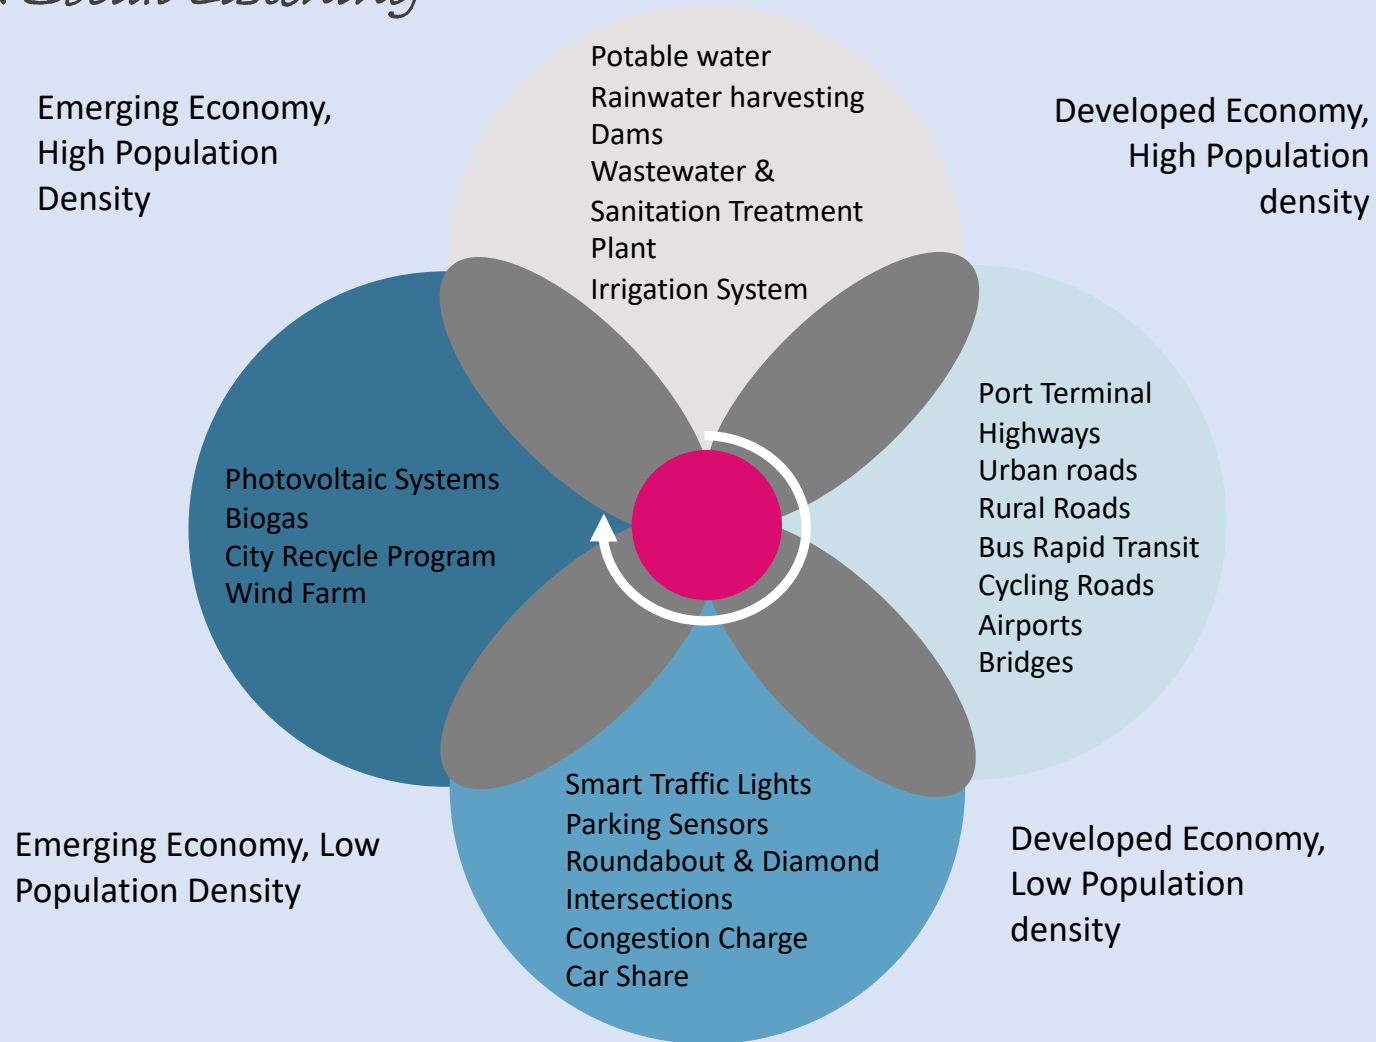 Listening
Emerging Economy,
High Population
Density
Potable water
Rainwater harvesting
Dams
Wastewater &
Sanitation Treatment
Plant
Irrigation System
Developed Economy,
High Population
density
Photovoltaic Systems
Biogas
City Recycle Program
Wind Farm
Port Terminal
Highways
Urban roads
Rural Roads
Bus Rapid Transit
Cycling Roads
Airports
Bridges
Smart Traffic Lights
Parking Sensors
Roundabout & Diamond
Intersections
Congestion Charge
Car Share
Emerging Economy, Low
Population Density
Developed Economy,
Low Population
density